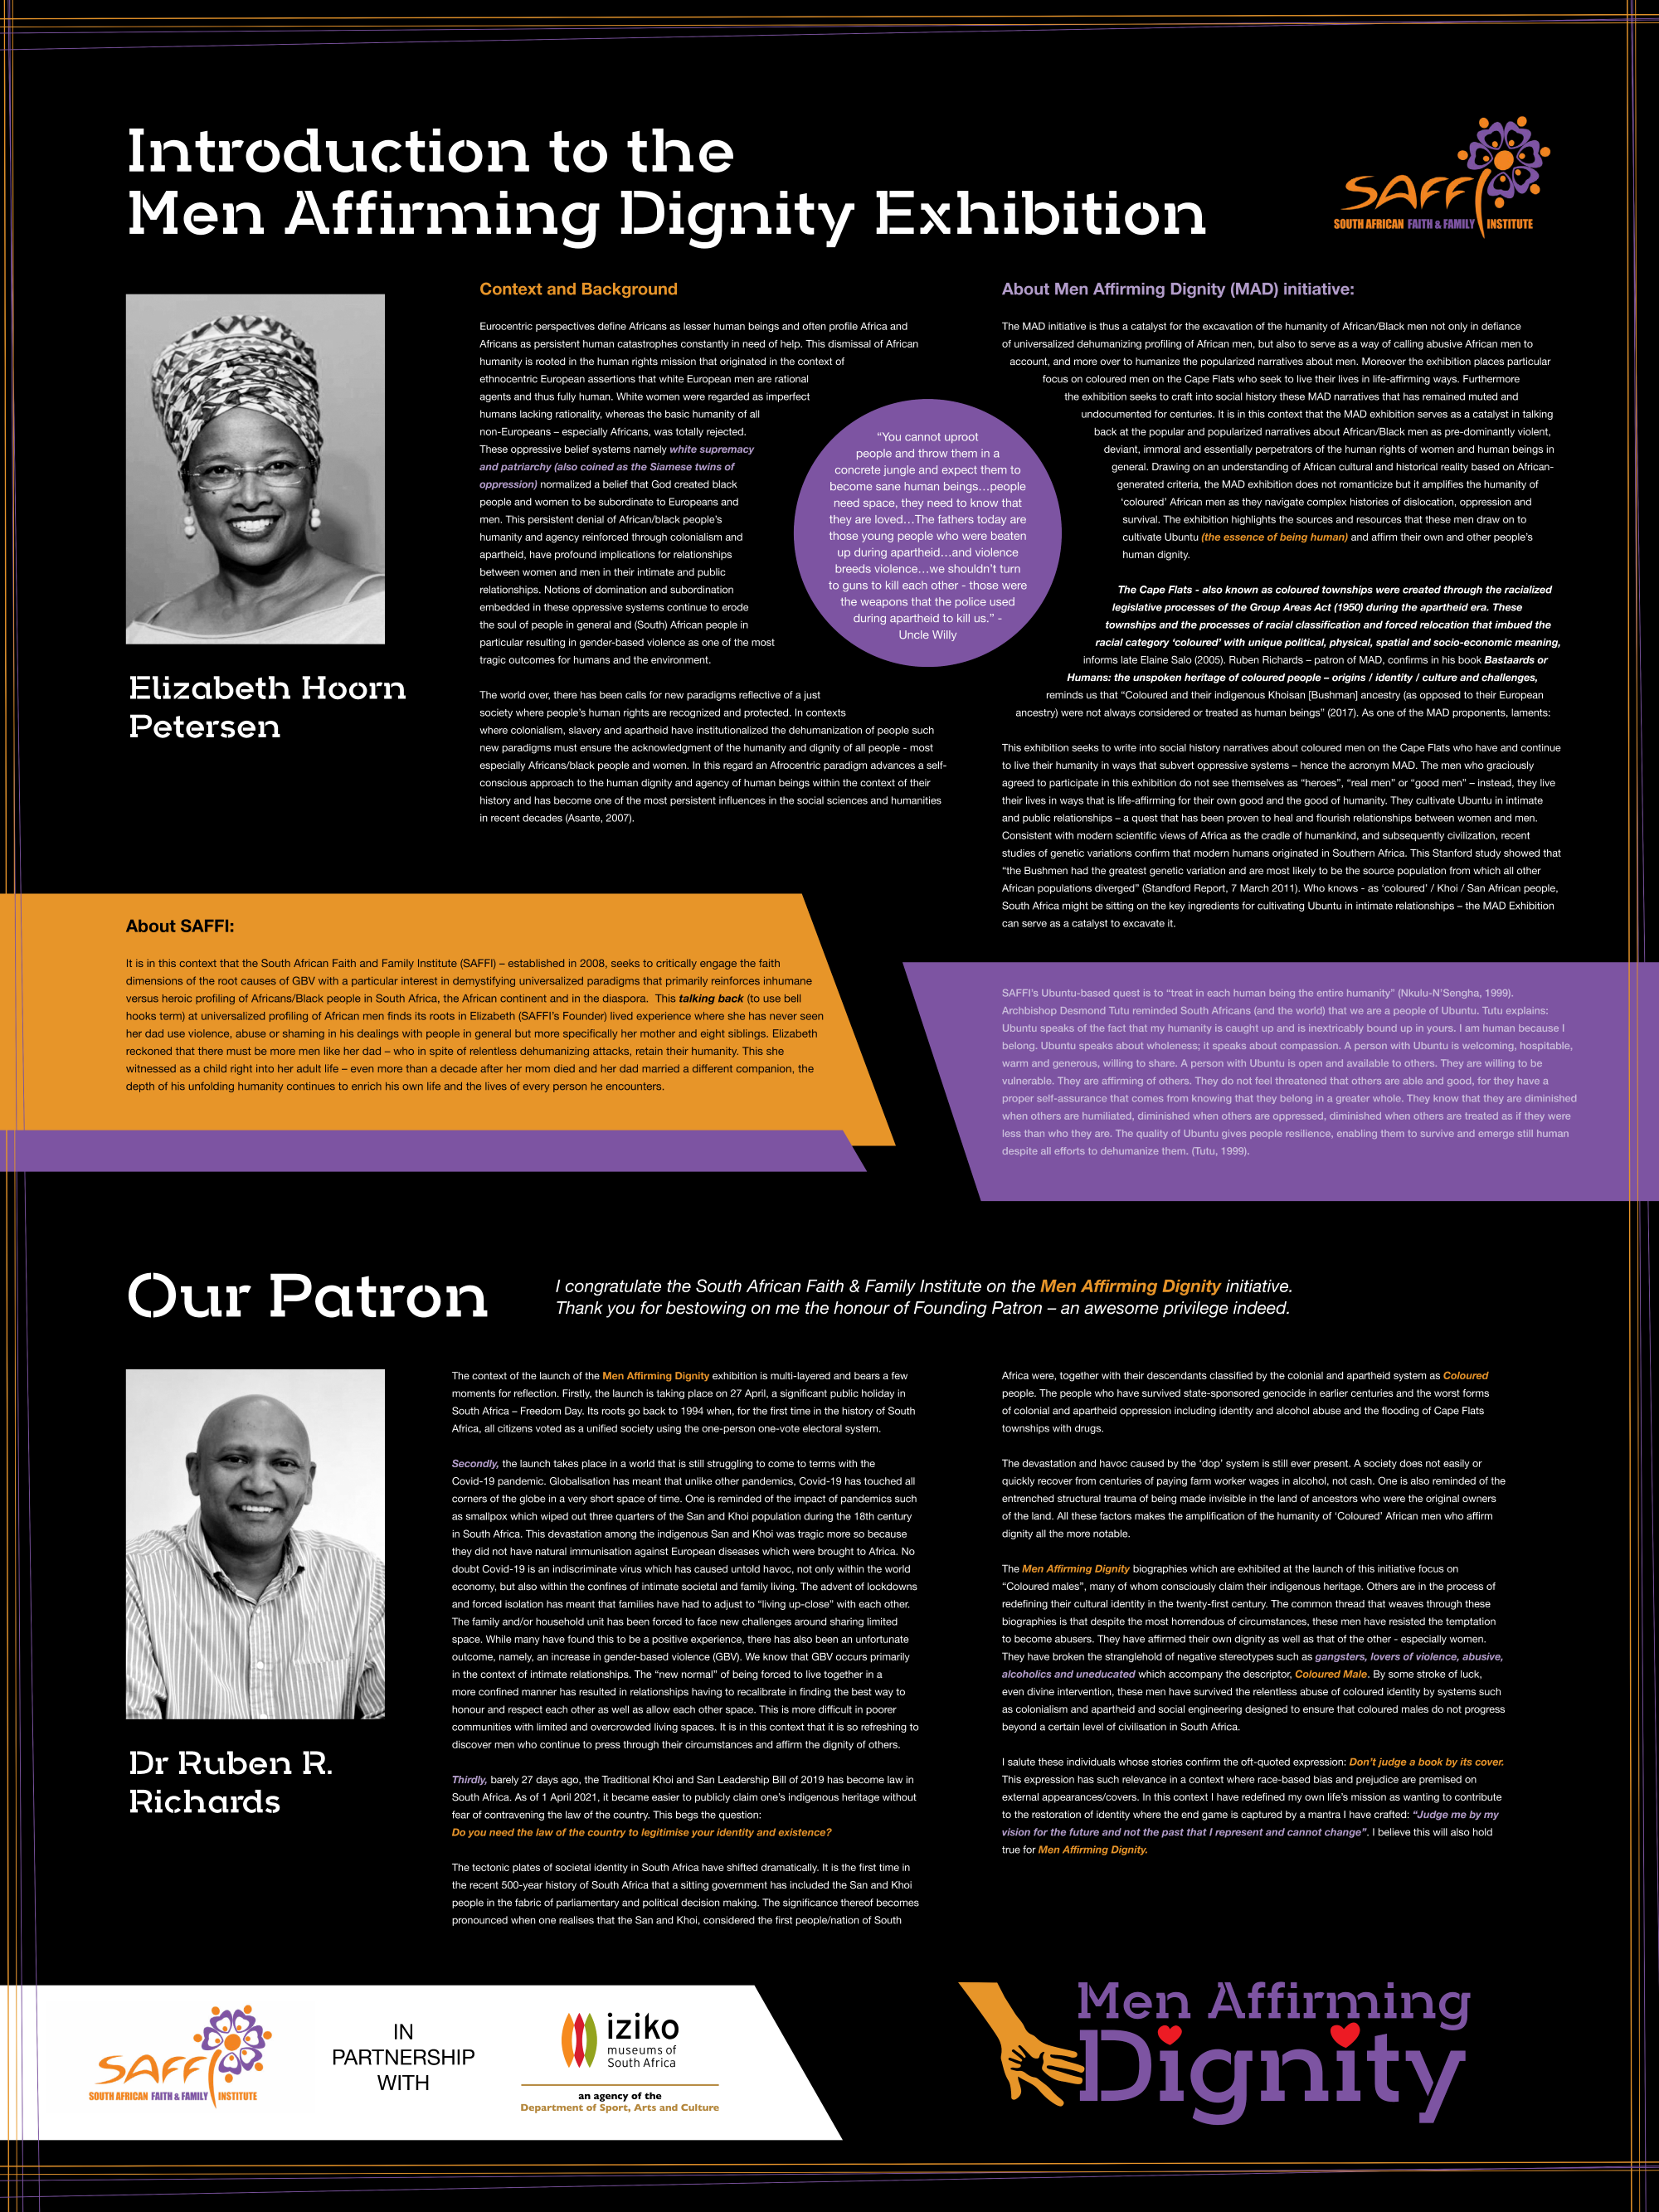 Introduction to the
Men Affirming Dignity Exhibition
SAFFI
SOUTH AFRICAN FAITH & FAMILY INSTITUTE
Elizabeth Hoorn
Petersen
Context and Background
Eurocentric perspectives define Africans as lesser human beings and often profile Africa and
Africans as persistent human catastrophes constantly in need of help. This dismissal of African
humanity is rooted in the human rights mission that originated in the context of
ethnocentric European assertions that white European men are rational
agents and thus fully human. White women were regarded as imperfect
humans lacking rationality, whereas the basic humanity of all
non-Europeans – especially Africans, was totally rejected.
These oppressive belief systems namely white supremacy
and patriarchy (also coined as the Siamese twins of
oppression) normalized a belief that God created black
people and women to be subordinate to Europeans and
men. This persistent denial of African/black people's
humanity and agency reinforced through colonialism and
apartheid, have profound implications for relationships
between women and men in their intimate and public
relationships. Notions of domination and subordination
embedded in these oppressive systems continue to erode
the soul of people in general and (South) African people in
particular resulting in gender-based violence as one of the most
tragic outcomes for humans and the environment.
The world over, there has been calls for new paradigms reflective of a just
society where people's human rights are recognized and protected. In contexts
where colonialism, slavery and apartheid have institutionalized the dehumanization of people such
new paradigms must ensure the acknowledgment of the humanity and dignity of all people - most
especially Africans/black people and women. In this regard an Afrocentric paradigm advances a self-
conscious approach to the human dignity and agency of human beings within the context of their
history and has become one of the most persistent influences in the social sciences and humanities
in recent decades (Asante, 2007).
“You cannot uproot
people and throw them in a
concrete jungle and expect them to
become sane human beings…people
need space, they need to know that
they are loved…The fathers today are
those young people who were beaten
up during apartheid…and violence
breeds violence…we shouldn't turn
to guns to kill each other - those were
the weapons that the police used
during apartheid to kill us.” -
Uncle Willy
About Men Affirming Dignity (MAD) initiative:
The MAD initiative is thus a catalyst for the excavation of the humanity of African/Black men not only in defiance
of universalized dehumanizing profiling of African men, but also to serve as a way of calling abusive African men to
account, and more over to humanize the popularized narratives about men. Moreover the exhibition places particular
focus on coloured men on the Cape Flats who seek to live their lives in life-affirming ways. Furthermore
the exhibition seeks to craft into social history these MAD narratives that has remained muted and
undocumented for centuries. It is in this context that the MAD exhibition serves as a catalyst in talking
back at the popular and popularized narratives about African/Black men as pre-dominantly violent,
deviant, immoral and essentially perpetrators of the human rights of women and human beings in
general. Drawing on an understanding of African cultural and historical reality based on African-
generated criteria, the MAD exhibition does not romanticize but it amplifies the humanity of
‘coloured’ African men as they navigate complex histories of dislocation, oppression and
survival. The exhibition highlights the sources and resources that these men draw on to
cultivate Ubuntu (the essence of being human) and affirm their own and other people's
human dignity.
The Cape Flats - also known as coloured townships were created through the racialized
legislative processes of the Group Areas Act (1950) during the apartheid era. These
townships and the processes of racial classification and forced relocation that imbued the
racial category ‘coloured’ with unique political, physical, spatial and socio-economic meaning,
informs late Elaine Salo (2005). Ruben Richards – patron of MAD, confirms in his book Bastaards or
Humans: the unspoken heritage of coloured people – origins / identity / culture and challenges,
reminds us that “Coloured and their indigenous Khoisan [Bushman] ancestry (as opposed to their European
ancestry) were not always considered or treated as human beings” (2017). As one of the MAD proponents, laments:
This exhibition seeks to write into social history narratives about coloured men on the Cape Flats who have and continue
to live their humanity in ways that subvert oppressive systems – hence the acronym MAD. The men who graciously
agreed to participate in this exhibition do not see themselves as “heroes”, “real men” or “good men” – instead, they live
their lives in ways that is life-affirming for their own good and the good of humanity. They cultivate Ubuntu in intimate
and public relationships – a quest that has been proven to heal and flourish relationships between women and men.
Consistent with modern scientific views of Africa as the cradle of humankind, and subsequently civilization, recent
studies of genetic variations confirm that modern humans originated in Southern Africa. This Stanford study showed that
“the Bushmen had the greatest genetic variation and are most likely to be the source population from which all other
African populations diverged” (Standford Report, 7 March 2011). Who knows - as ‘coloured’ / Khoi / San African people,
South Africa might be sitting on the key ingredients for cultivating Ubuntu in intimate relationships – the MAD Exhibition
can serve as a catalyst to excavate it.
About SAFFI:
It is in this context that the South African Faith and Family Institute (SAFFI) – established in 2008, seeks to critically engage the faith
dimensions of the root causes of GBV with a particular interest in demystifying universalized paradigms that primarily reinforces inhumane
versus heroic profiling of Africans/Black people in South Africa, the African continent and in the diaspora. This talking back (to use bell
hooks term) at universalized profiling of African men finds its roots in Elizabeth (SAFFI's Founder) lived experience where she has never seen
her dad use violence, abuse or shaming in his dealings with people in general but more specifically her mother and eight siblings. Elizabeth
reckoned that there must be more men like her dad – who in spite of relentless dehumanizing attacks, retain their humanity. This she
witnessed as a child right into her adult life – even more than a decade after her mom died and her dad married a different companion, the
depth of his unfolding humanity continues to enrich his own life and the lives of every person he encounters.
SAFFI's Ubuntu-based quest is to “treat in each human being the entire humanity” (Nkulu-N'Sengha, 1999).
Archbishop Desmond Tutu reminded South Africans (and the world) that we are a people of Ubuntu. Tutu explains:
Ubuntu speaks of the fact that my humanity is caught up and is inextricably bound up in yours. I am human because I
belong. Ubuntu speaks about wholeness; it speaks about compassion. A person with Ubuntu is welcoming, hospitable,
warm and generous, willing to share. A person with Ubuntu is open and available to others. They are willing to be
vulnerable. They are affirming of others. They do not feel threatened that others are able and good, for they have a
proper self-assurance that comes from knowing that they belong in a greater whole. They know that they are diminished
when others are humiliated, diminished when others are oppressed, diminished when others are treated as if they were
less than who they are. The quality of Ubuntu gives people resilience, enabling them to survive and emerge still human
despite all efforts to dehumanize them. (Tutu, 1999).
Our Patron
I congratulate the South African Faith & Family Institute on the Men Affirming Dignity initiative.
Thank you for bestowing on me the honour of Founding Patron – an awesome privilege indeed.
Dr Ruben R.
Richards
The context of the launch of the Men Affirming Dignity exhibition is multi-layered and bears a few
moments for reflection. Firstly, the launch is taking place on 27 April, a significant public holiday in
South Africa – Freedom Day. Its roots go back to 1994 when, for the first time in the history of South
Africa, all citizens voted as a unified society using the one-person one-vote electoral system.
Secondly, the launch takes place in a world that is still struggling to come to terms with the
Covid-19 pandemic. Globalisation has meant that unlike other pandemics, Covid-19 has touched all
corners of the globe in a very short space of time. One is reminded of the impact of pandemics such
as smallpox which wiped out three quarters of the San and Khoi population during the 18th century
in South Africa. This devastation among the indigenous San and Khoi was tragic more so because
they did not have natural immunisation against European diseases which were brought to Africa. No
doubt Covid-19 is an indiscriminate virus which has caused untold havoc, not only within the world
economy, but also within the confines of intimate societal and family living. The advent of lockdowns
and forced isolation has meant that families have had to adjust to “living up-close” with each other.
The family and/or household unit has been forced to face new challenges around sharing limited
space. While many have found this to be a positive experience, there has also been an unfortunate
outcome, namely, an increase in gender-based violence (GBV). We know that GBV occurs primarily
in the context of intimate relationships. The “new normal” of being forced to live together in a
more confined manner has resulted in relationships having to recalibrate in finding the best way to
honour and respect each other as well as allow each other space. This is more difficult in poorer
communities with limited and overcrowded living spaces. It is in this context that it is so refreshing to
discover men who continue to press through their circumstances and affirm the dignity of others.
Thirdly, barely 27 days ago, the Traditional Khoi and San Leadership Bill of 2019 has become law in
South Africa. As of 1 April 2021, it became easier to publicly claim one's indigenous heritage without
fear of contravening the law of the country. This begs the question:
Do you need the law of the country to legitimise your identity and existence?
The tectonic plates of societal identity in South Africa have shifted dramatically. It is the first time in
the recent 500-year history of South Africa that a sitting government has included the San and Khoi
people in the fabric of parliamentary and political decision making. The significance thereof becomes
pronounced when one realises that the San and Khoi, considered the first people/nation of South
Africa were, together with their descendants classified by the colonial and apartheid system as Coloured
people. The people who have survived state-sponsored genocide in earlier centuries and the worst forms
of colonial and apartheid oppression including identity and alcohol abuse and the flooding of Cape Flats
townships with drugs.
The devastation and havoc caused by the ‘dop’ system is still ever present. A society does not easily or
quickly recover from centuries of paying farm worker wages in alcohol, not cash. One is also reminded of the
entrenched structural trauma of being made invisible in the land of ancestors who were the original owners
of the land. All these factors makes the amplification of the humanity of ‘Coloured’ African men who affirm
dignity all the more notable.
The Men Affirming Dignity biographies which are exhibited at the launch of this initiative focus on
“Coloured males”, many of whom consciously claim their indigenous heritage. Others are in the process of
redefining their cultural identity in the twenty-first century. The common thread that weaves through these
biographies is that despite the most horrendous of circumstances, these men have resisted the temptation
to become abusers. They have affirmed their own dignity as well as that of the other - especially women.
They have broken the stranglehold of negative stereotypes such as gangsters, lovers of violence, abusive,
alcoholics and uneducated which accompany the descriptor, Coloured Male. By some stroke of luck,
even divine intervention, these men have survived the relentless abuse of coloured identity by systems such
as colonialism and apartheid and social engineering designed to ensure that coloured males do not progress
beyond a certain level of civilisation in South Africa.
I salute these individuals whose stories confirm the oft-quoted expression: Don't judge a book by its cover.
This expression has such relevance in a context where race-based bias and prejudice are premised on
external appearances/covers. In this context I have redefined my own life's mission as wanting to contribute
to the restoration of identity where the end game is captured by a mantra I have crafted: “Judge me by my
vision for the future and not the past that I represent and cannot change”. I believe this will also hold
true for Men Affirming Dignity.
SAFFI
SOUTH AFRICAN FAITH & FAMILY INSTITUTE
IN
PARTNERSHIP
WITH
iziko
museums of
South Africa
an agency of the
Department of Sport, Arts and Culture
Men Affirming
Dignity